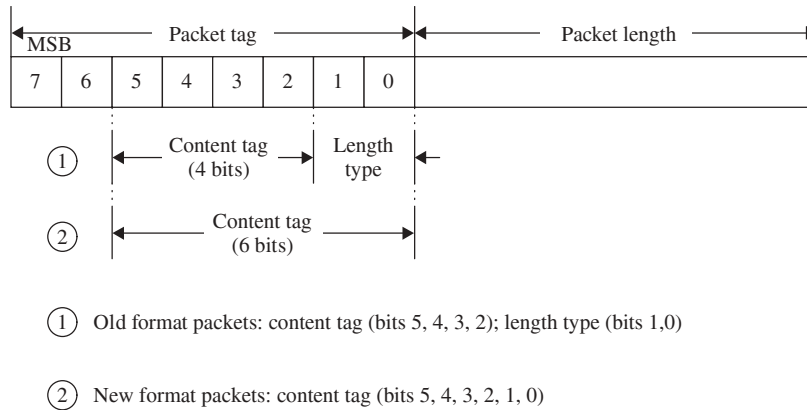 Packet tag Packet length
MSB
7 6 5 4 3 2 1 0
1 Content tag (4 bits) Length type
2 Content tag (6 bits)
1 Old format packets: content tag (bits 5, 4, 3, 2); length type (bits 1,0)
2 New format packets: content tag (bits 5, 4, 3, 2, 1, 0)